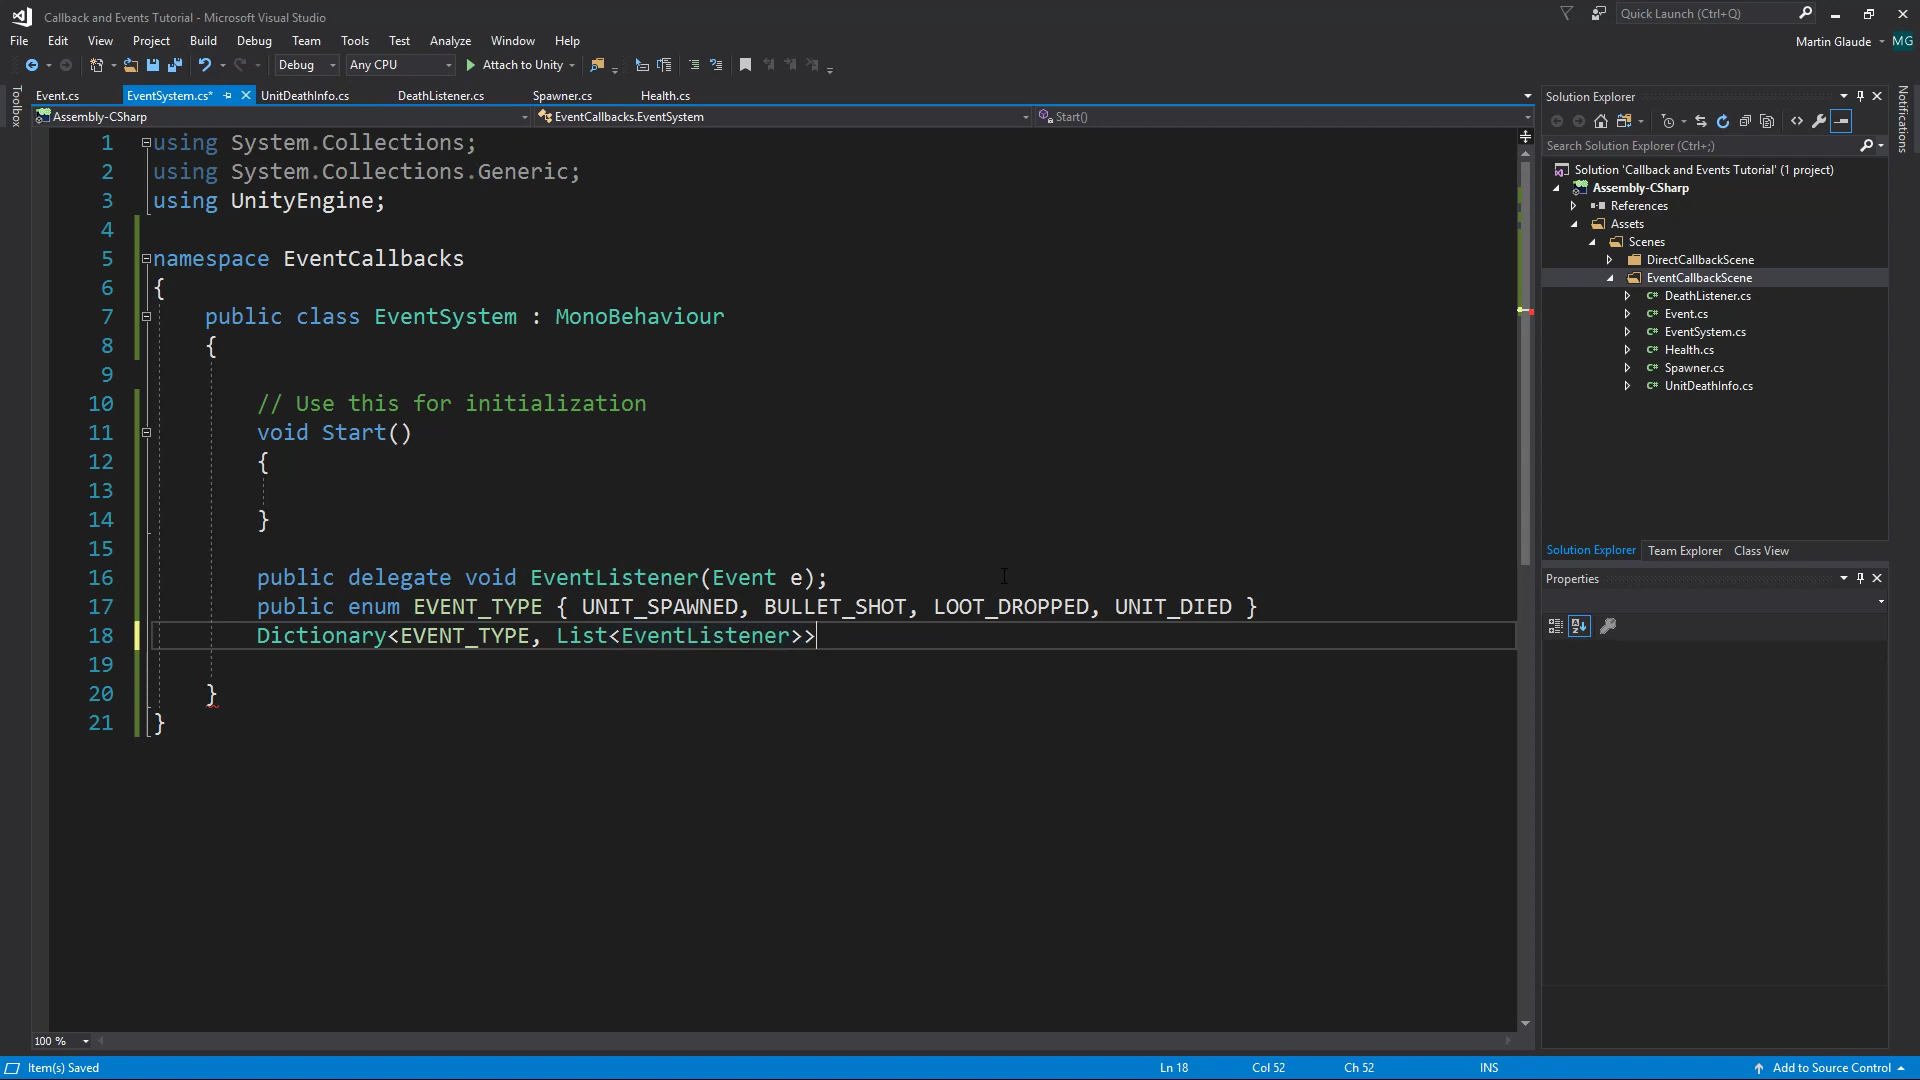 Callback and Events Tutorial - Microsoft Visual Studio
Quick Launch (Ctrl+Q)
File Edit View Project Build Debug Team Tools Test Analyze Window Help
Martin Glaude MG
Debug Any CPU Attach to Unity
Toolbox
Event.cs EventSystem.cs* UnitDeathInfo.cs DeathListener.cs Spawner.cs Health.cs
Assembly-CSharp EventCallbacks.EventSystem Start()
1 using System.Collections;
2 using System.Collections.Generic;
3 using UnityEngine;
4
5 namespace EventCallbacks
6 {
7 public class EventSystem : MonoBehaviour
8 {
9
10 // Use this for initialization
11 void Start()
12 {
13
14 }
15
16 public delegate void EventListener(Event e);
17 public enum EVENT_TYPE { UNIT_SPAWNED, BULLET_SHOT, LOOT_DROPPED, UNIT_DIED }
18 Dictionary<EVENT_TYPE, List<EventListener>>
19
20 }
21 }
100 %
Solution Explorer
Search Solution Explorer (Ctrl+;)
Solution 'Callback and Events Tutorial' (1 project)
Assembly-CSharp
References
Assets
Scenes
DirectCallbackScene
EventCallbackScene
C# DeathListener.cs
C# Event.cs
C# EventSystem.cs
C# Health.cs
C# Spawner.cs
C# UnitDeathInfo.cs
Solution Explorer Team Explorer Class View
Properties
Notifications
Item(s) Saved Ln 18 Col 52 Ch 52 INS Add to Source Control